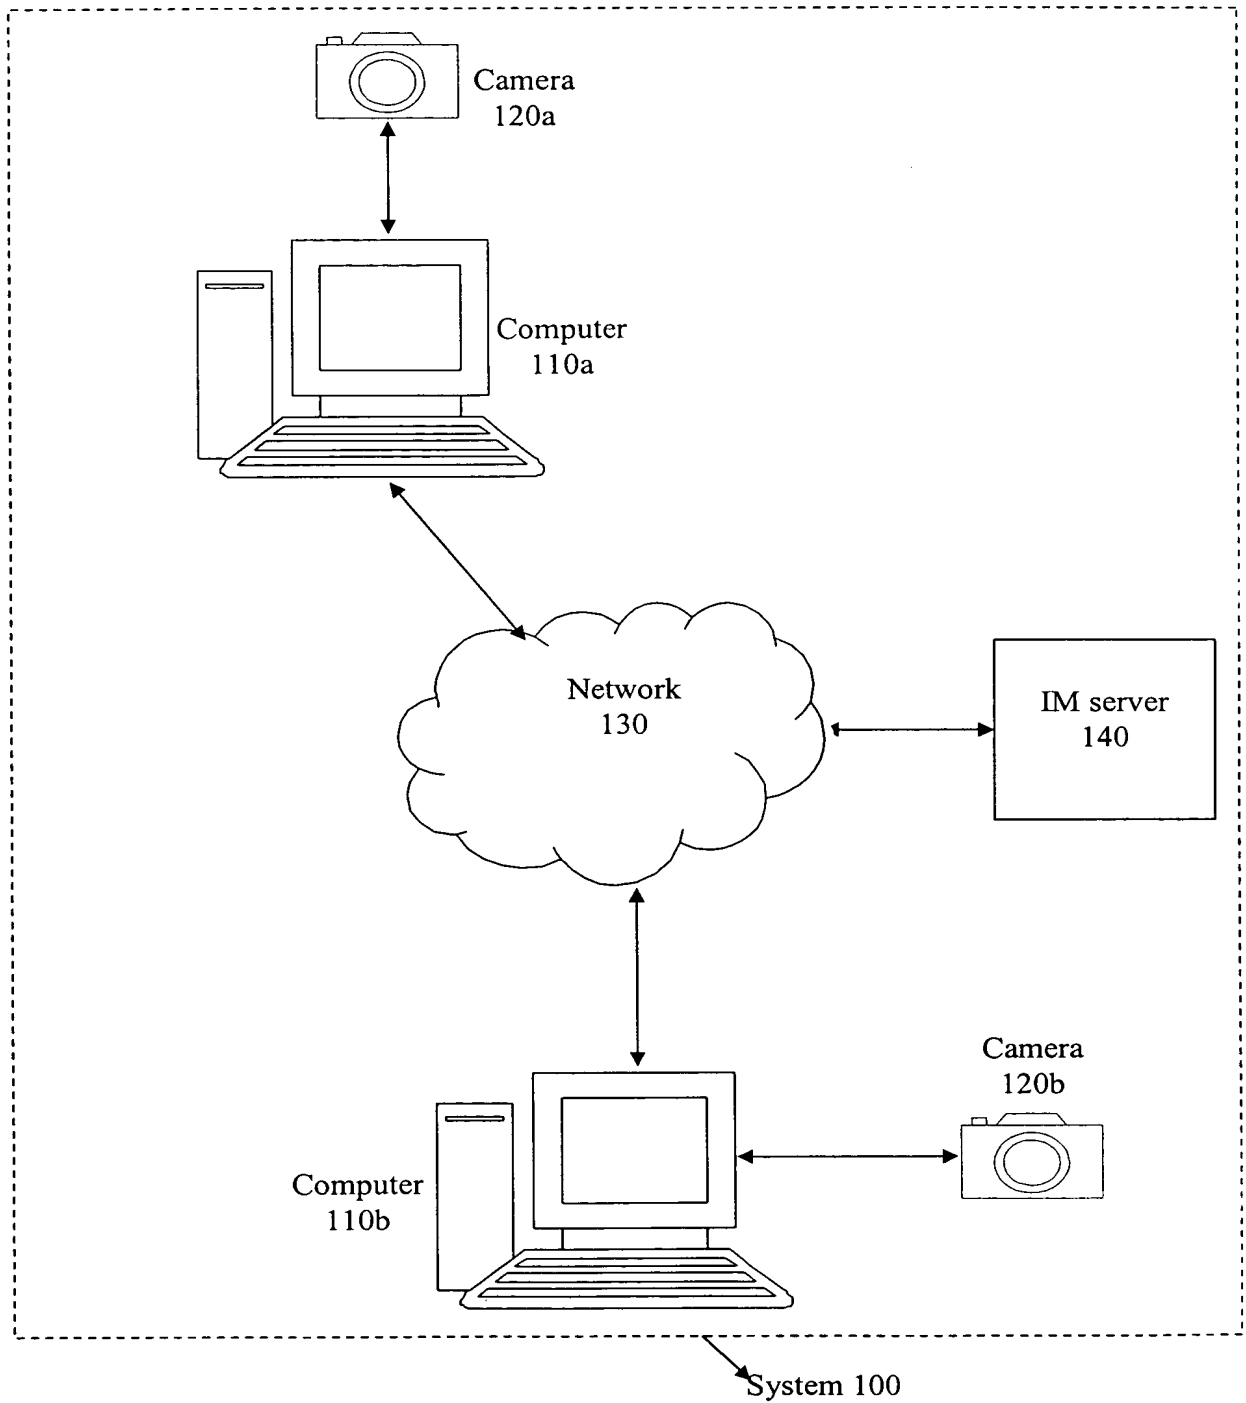 Camera
120a
Computer
110a
Network
130
IM server
140
Camera
120b
Computer
110b
System 100